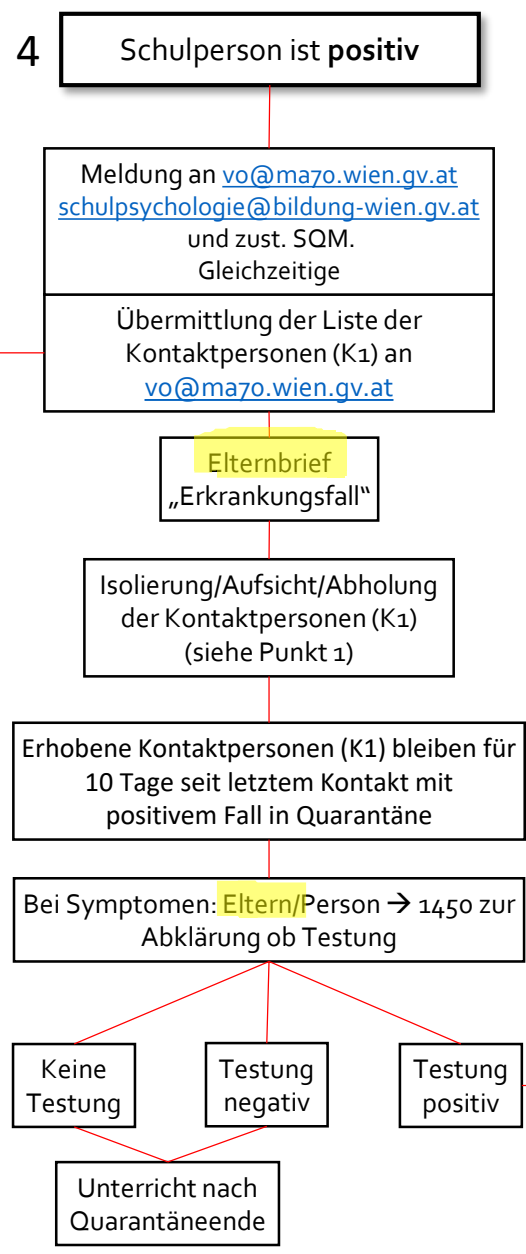 4
Schulperson ist positiv
Meldung an vo@ma70.wien.gv.at
schulpsychologie@bildung-wien.gv.at
und zust. SQM.
Gleichzeitige
Übermittlung der Liste der
Kontaktpersonen (K1) an
vo@ma70.wien.gv.at
Elternbrief
„Erkrankungsfall“
Isolierung/Aufsicht/Abholung
der Kontaktpersonen (K1)
(siehe Punkt 1)
Erhobene Kontaktpersonen (K1) bleiben für
10 Tage seit letztem Kontakt mit
positivem Fall in Quarantäne
Bei Symptomen: Eltern/Person → 1450 zur
Abklärung ob Testung
Keine
Testung
Testung
negativ
Testung
positiv
Unterricht nach
Quarantäneende